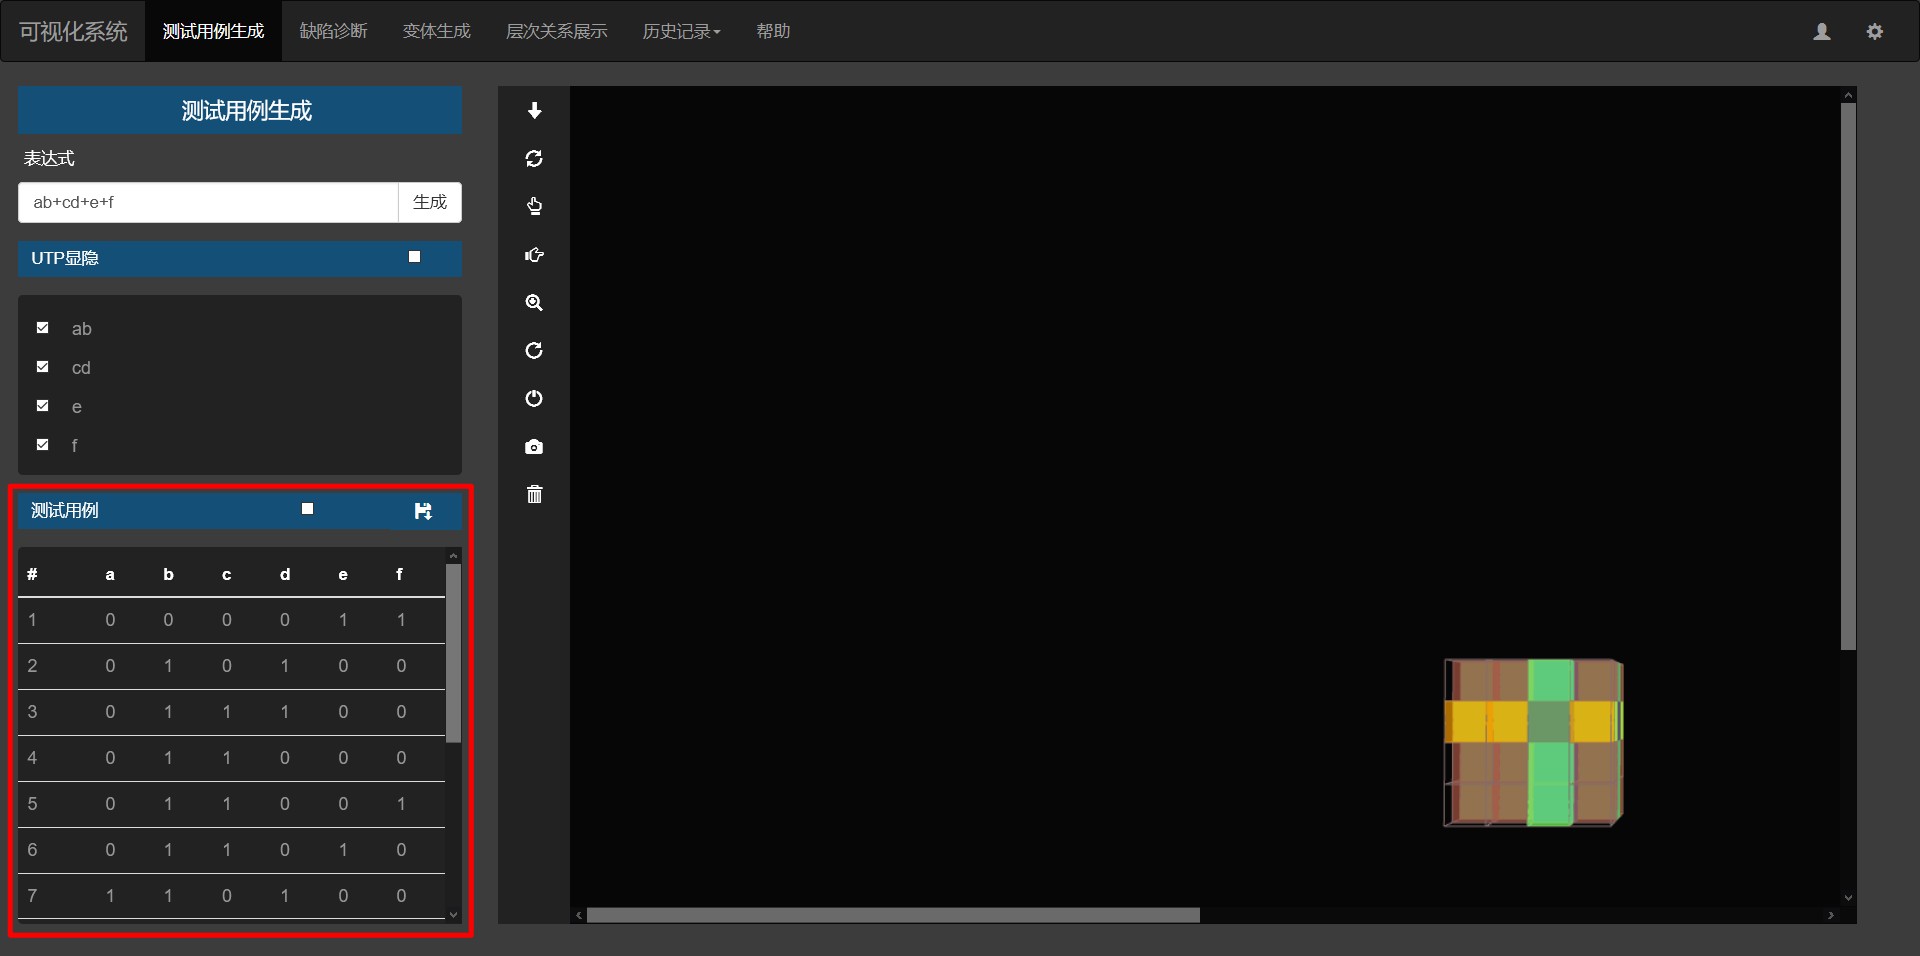 可视化系统 测试用例生成 缺陷诊断 变体生成 层次关系展示 历史记录 帮助
测试用例生成
表达式
ab+cd+e+f 生成
UTP显隐
ab
cd
e
f
测试用例
# a b c d e f
1 0 0 0 0 1 1
2 0 1 0 1 0 0
3 0 1 1 1 0 0
4 0 1 1 0 0 0
5 0 1 1 0 0 1
6 0 1 1 0 1 0
7 1 1 0 1 0 0